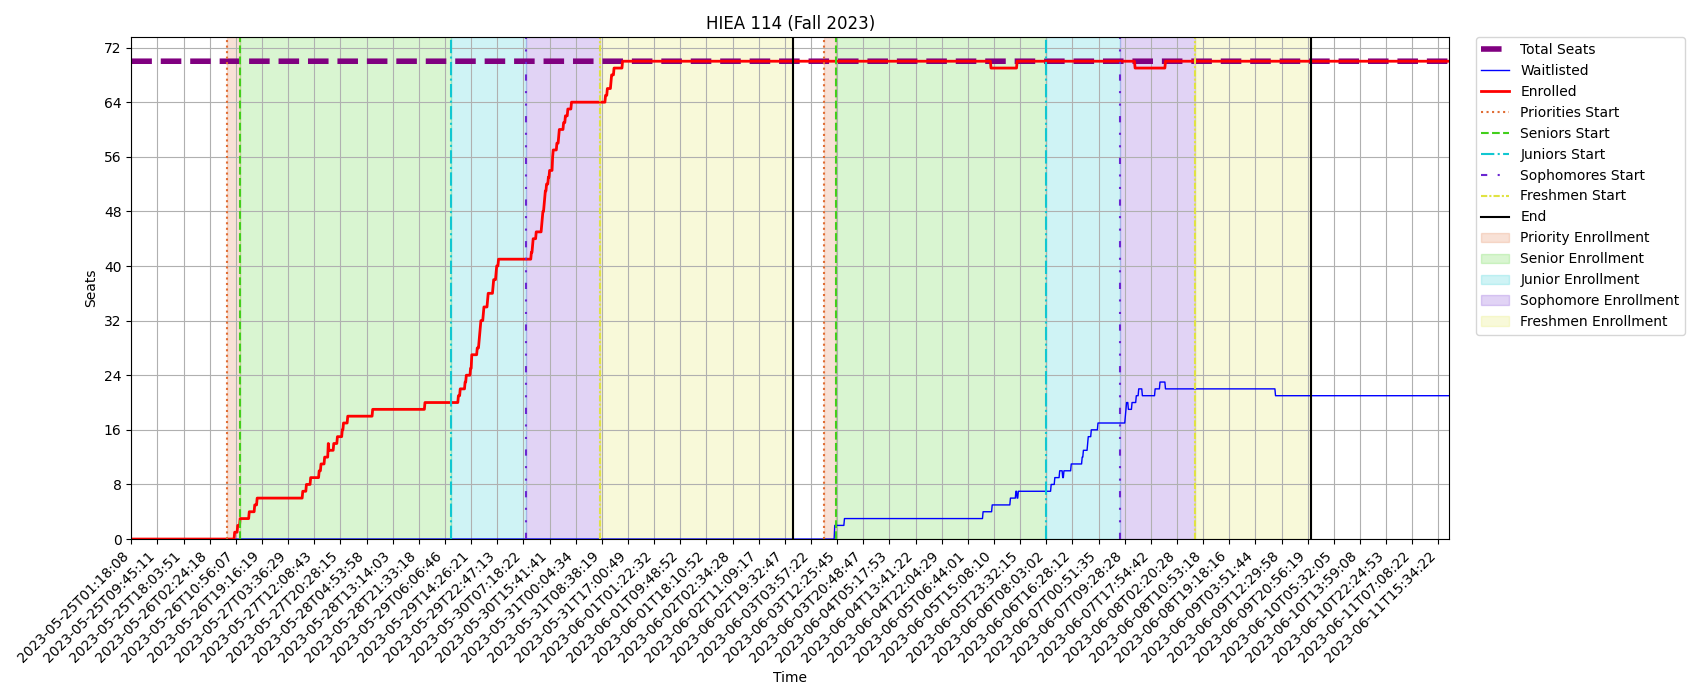 HIEA 114 (Fall 2023)
72
64
56
48
40
32
24
16
8
0
Seats
2023-05-25T01:18:08
2023-05-25T09:45:11
2023-05-25T18:03:51
2023-05-26T02:24:18
2023-05-26T10:56:07
2023-05-26T19:16:19
2023-05-27T03:36:29
2023-05-27T12:08:43
2023-05-27T20:28:15
2023-05-28T04:53:58
2023-05-28T13:14:03
2023-05-28T21:33:18
2023-05-29T06:06:46
2023-05-29T14:26:21
2023-05-29T22:47:13
2023-05-30T07:18:22
2023-05-30T15:41:41
2023-05-31T00:04:34
2023-05-31T08:38:19
2023-05-31T17:00:49
2023-06-01T01:22:32
2023-06-01T09:48:52
2023-06-01T18:10:52
2023-06-02T02:34:28
2023-06-02T11:09:17
2023-06-02T19:32:47
2023-06-03T03:57:22
2023-06-03T12:25:45
2023-06-03T20:48:47
2023-06-04T05:17:53
2023-06-04T13:41:22
2023-06-04T22:04:29
2023-06-05T06:44:01
2023-06-05T15:08:10
2023-06-05T23:32:15
2023-06-06T08:03:02
2023-06-06T16:28:12
2023-06-07T00:51:35
2023-06-07T09:28:28
2023-06-07T17:54:42
2023-06-08T02:20:28
2023-06-08T10:53:18
2023-06-08T19:18:16
2023-06-09T03:51:44
2023-06-09T12:29:58
2023-06-09T20:56:19
2023-06-10T05:32:05
2023-06-10T13:59:08
2023-06-10T22:24:53
2023-06-11T07:08:22
2023-06-11T15:34:22
Time
Total Seats
Waitlisted
Enrolled
Priorities Start
Seniors Start
Juniors Start
Sophomores Start
Freshmen Start
End
Priority Enrollment
Senior Enrollment
Junior Enrollment
Sophomore Enrollment
Freshmen Enrollment